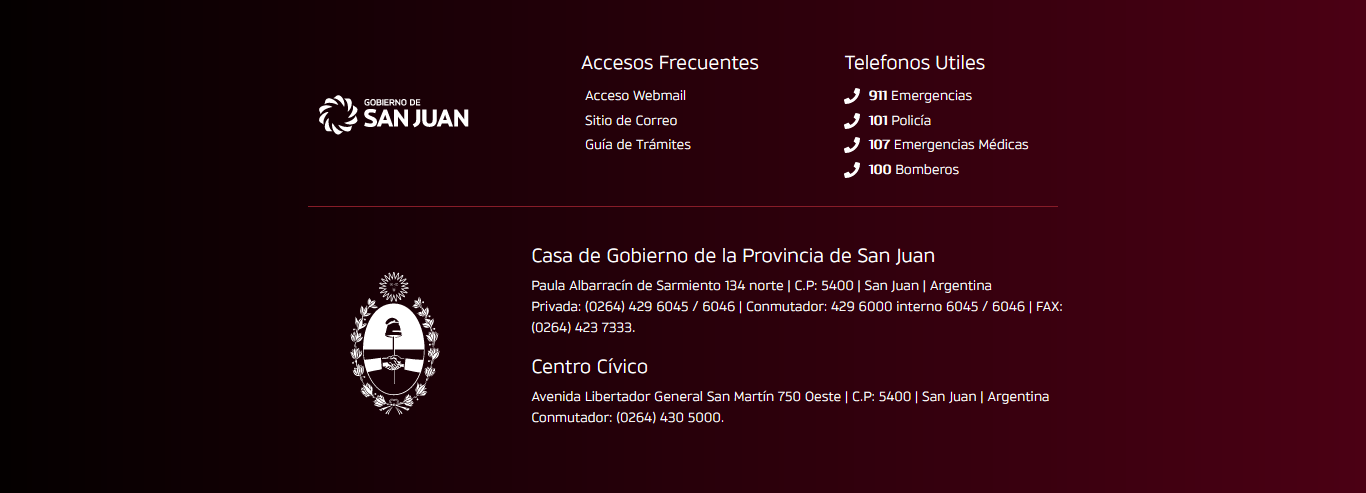 GOBIERNO DE
SAN JUAN
Accesos Frecuentes
Acceso Webmail
Sitio de Correo
Guía de Trámites
Telefonos Utiles
911 Emergencias
101 Policía
107 Emergencias Médicas
100 Bomberos
Casa de Gobierno de la Provincia de San Juan
Paula Albarracín de Sarmiento 134 norte | C.P: 5400 | San Juan | Argentina
Privada: (0264) 429 6045 / 6046 | Conmutador: 429 6000 interno 6045 / 6046 | FAX:
(0264) 423 7333.
Centro Cívico
Avenida Libertador General San Martín 750 Oeste | C.P: 5400 | San Juan | Argentina
Conmutador: (0264) 430 5000.